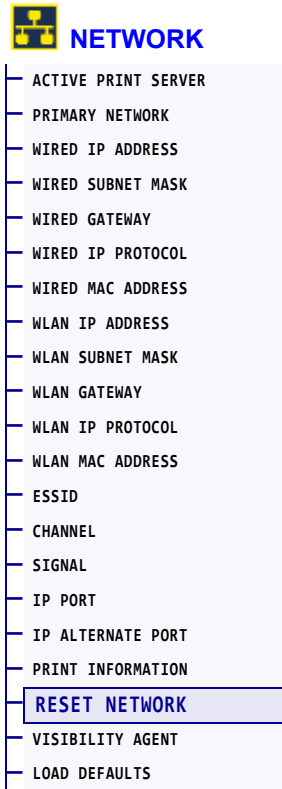 NETWORK
ACTIVE PRINT SERVER
PRIMARY NETWORK
WIRED IP ADDRESS
WIRED SUBNET MASK
WIRED GATEWAY
WIRED IP PROTOCOL
WIRED MAC ADDRESS
WLAN IP ADDRESS
WLAN SUBNET MASK
WLAN GATEWAY
WLAN IP PROTOCOL
WLAN MAC ADDRESS
ESSID
CHANNEL
SIGNAL
IP PORT
IP ALTERNATE PORT
PRINT INFORMATION
RESET NETWORK
VISIBILITY AGENT
LOAD DEFAULTS